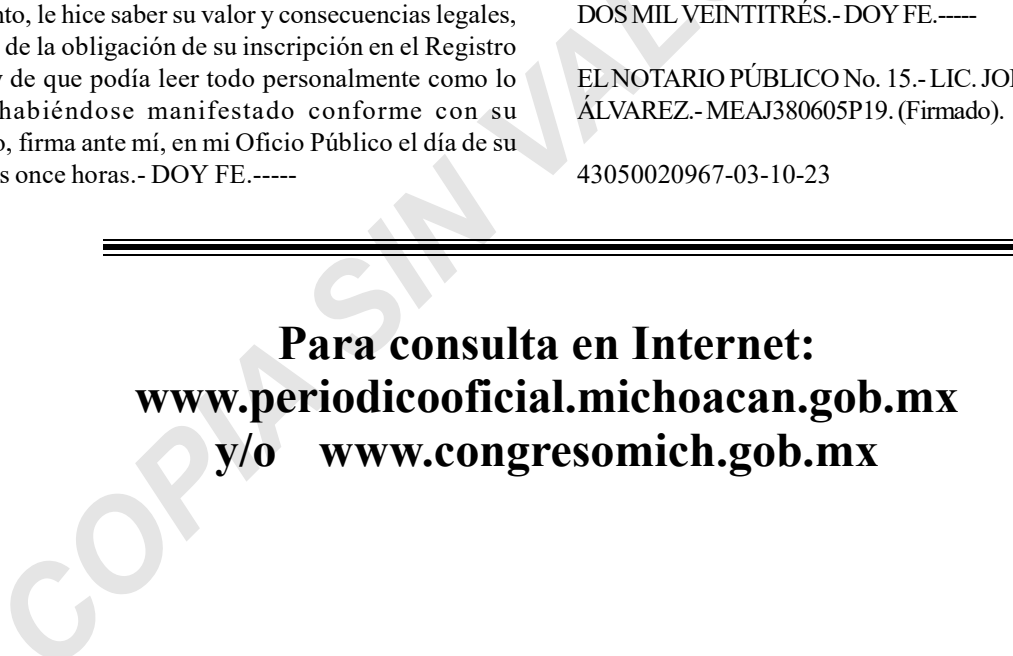 nto, le hice saber su valor y consecuencias legales,
de la obligación de su inscripción en el Registro
y de que podía leer todo personalmente como lo
habiéndose manifestado conforme con su
o, firma ante mí, en mi Oficio Público el día de su
s once horas.- DOY FE.-----
DOS MIL VEINTITRÉS.- DOY FE.-----
EL NOTARIO PÚBLICO No. 15.- LIC. JO
ÁLVAREZ.- MEAJ380605P19. (Firmado).
43050020967-03-10-23
Para consulta en Internet:
www.periodicooficial.michoacan.gob.mx
y/o www.congresomich.gob.mx
COPIA SIN VAL